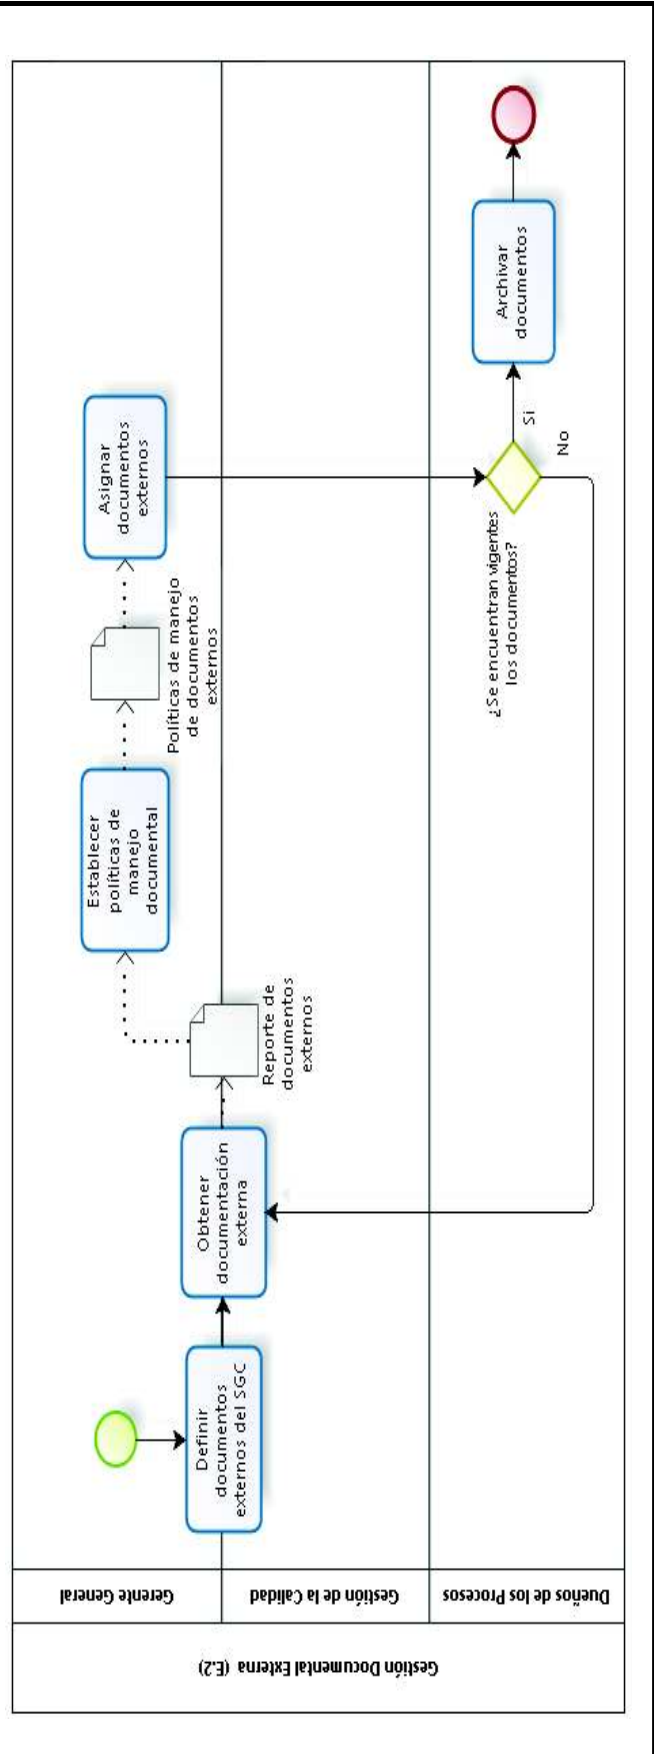 Gestión Documental Externa (E.2)
Gerente General
Gestión de la Calidad
Dueños de los Procesos
Definir
documentos
externos del SGC
Obtener
documentación
externa
Reporte de
documentos
externos
Establecer
políticas de
manejo
documental
Políticas de manejo
de documentos
externos
Asignar
documentos
externos
¿Se encuentran vigentes
los documentos?
Si
No
Archivar
documentos